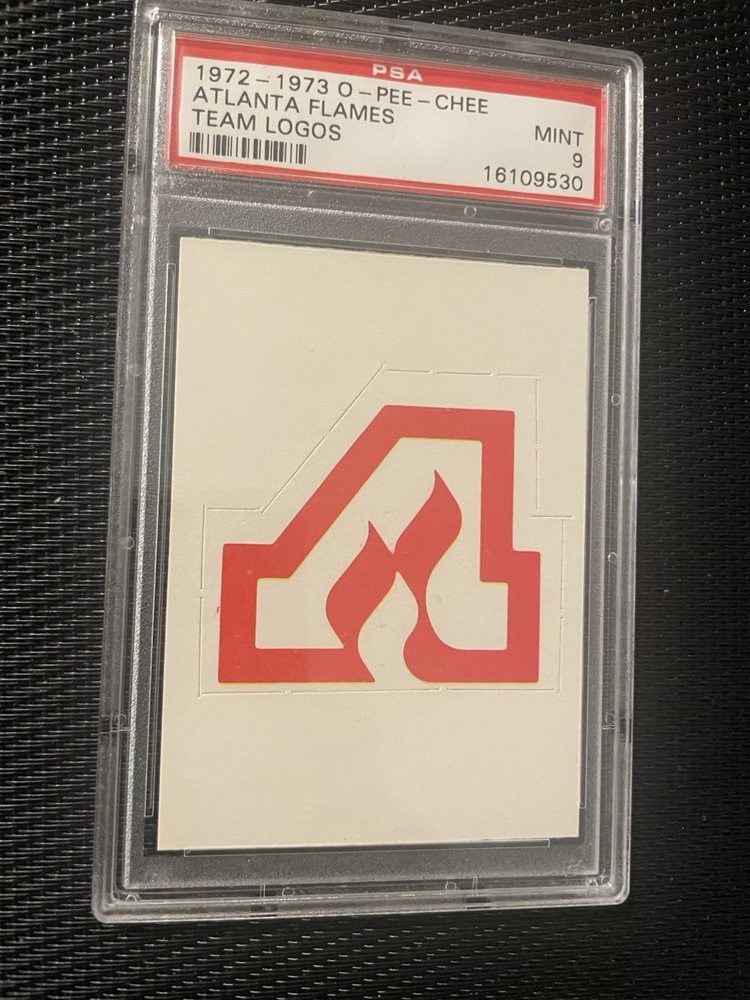 PSA
1972-1973 O-PEE-CHEE
ATLANTA FLAMES
TEAM LOGOS
MINT
9
16109530